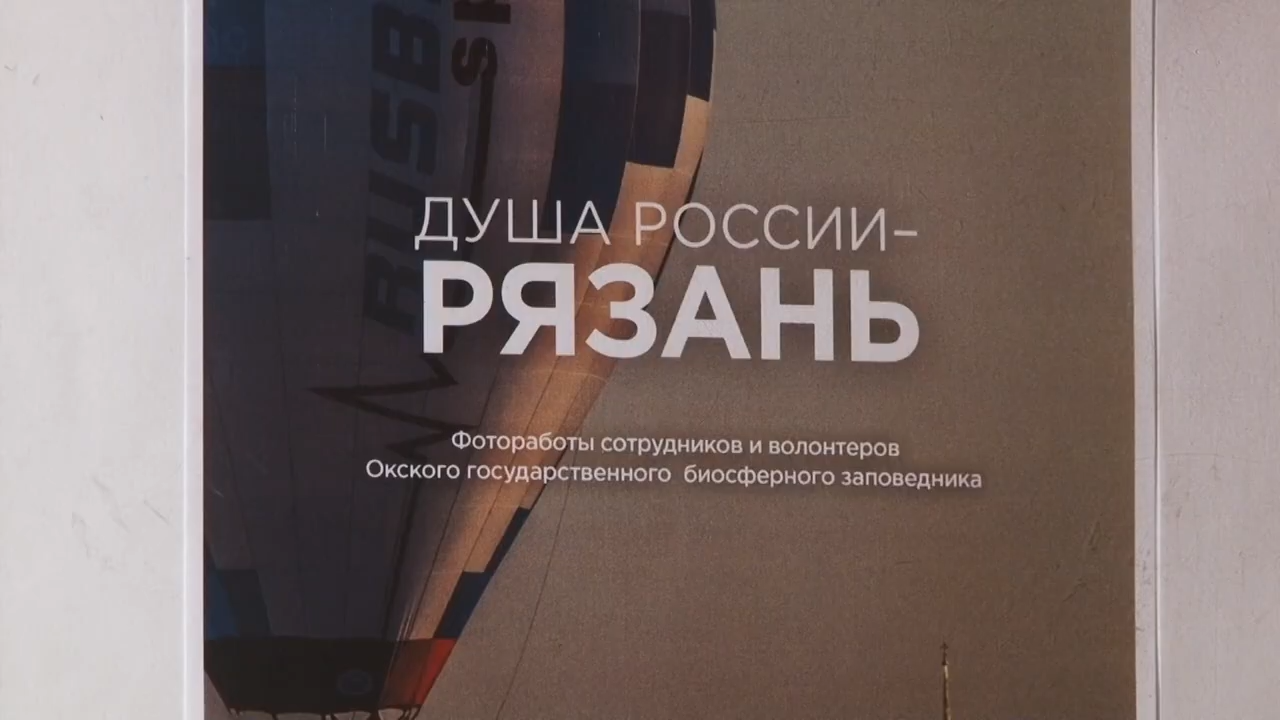 ДУША РОССИИ–
РЯЗАНЬ
Фотоработы сотрудников и волонтеров
Окского государственного биосферного заповедника